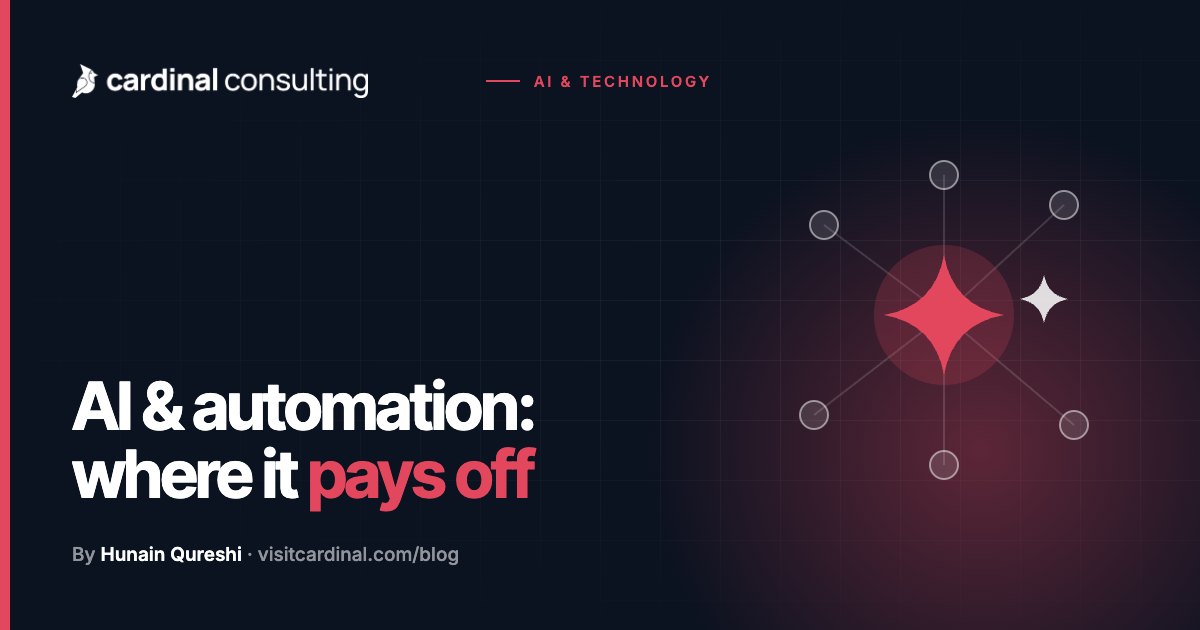 cardinal consulting
AI & TECHNOLOGY
AI & automation:
where it pays off
By Hunain Qureshi · visitcardinal.com/blog